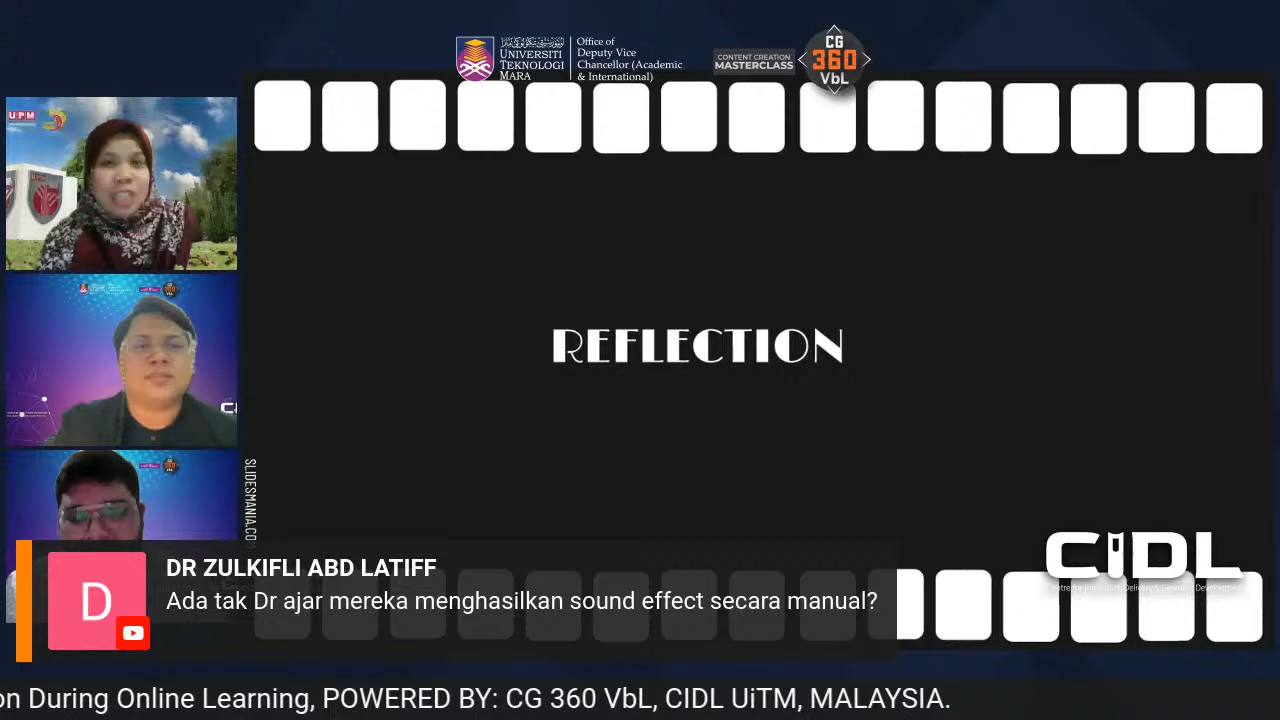 UNIVERSITI
TEKNOLOGI
MARA
Office of
Deputy Vice
Chancellor (Academic
& International)
CONTENT CREATION
MASTERCLASS
CG
360
VbL
UPM
REFLECTION
SLIDESMANIA.CO
CIDL
D
DR ZULKIFLI ABD LATIFF
Ada tak Dr ajar mereka menghasilkan sound effect secara manual?
on During Online Learning, POWERED BY: CG 360 VbL, CIDL UiTM, MALAYSIA.